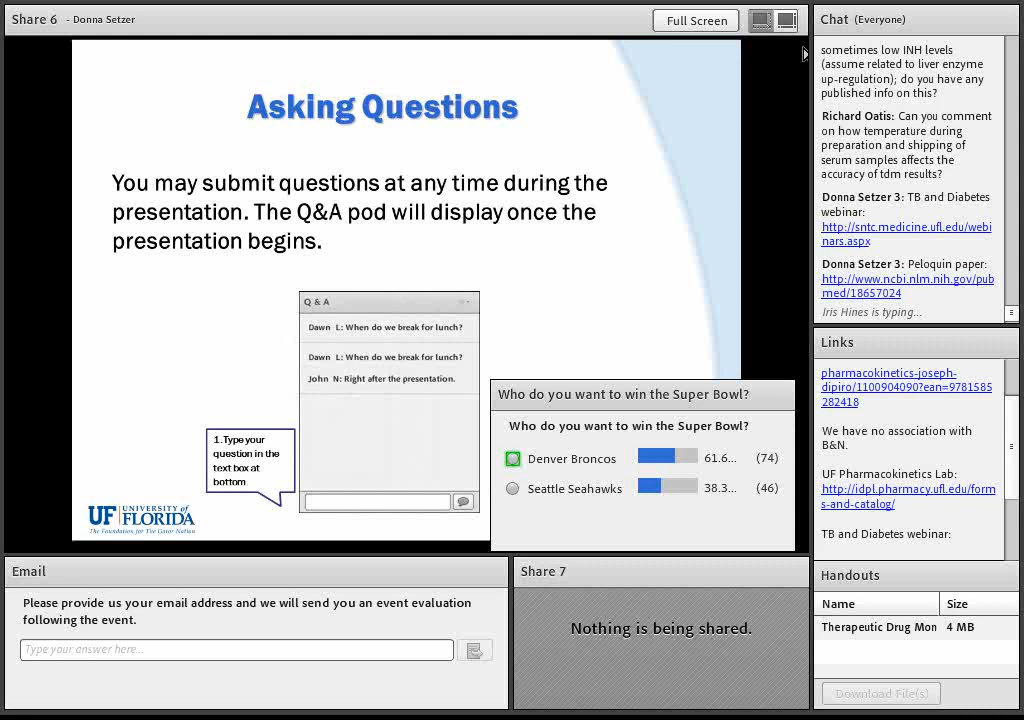 Share 6 - Donna Setzer
Full Screen
Asking Questions
You may submit questions at any time during the
presentation. The Q&A pod will display once the
presentation begins.
Q & A
Dawn L: When do we break for lunch?
Dawn L: When do we break for lunch?
John N: Right after the presentation.
1. Type your
question in the
text box at
bottom
UF UNIVERSITY of
FLORIDA
The Foundation for The Gator Nation
Who do you want to win the Super Bowl?
Who do you want to win the Super Bowl?
Denver Broncos 61.6... (74)
Seattle Seahawks 38.3... (46)
Email
Please provide us your email address and we will send you an event evaluation
following the event.
Type your answer here...
Share 7
Nothing is being shared.
Chat (Everyone)
sometimes low INH levels
(assume related to liver enzyme
up-regulation); do you have any
published info on this?
Richard Oatis: Can you comment
on how temperature during
preparation and shipping of
serum samples affects the
accuracy of tdm results?
Donna Setzer 3: TB and Diabetes
webinar:
http://sntc.medicine.ufl.edu/webi
nars.aspx
Donna Setzer 3: Peloquin paper:
http://www.ncbi.nlm.nih.gov/pub
med/18657024
Iris Hines is typing...
Links
pharmacokinetics-joseph-
dipiro/1100904090?ean=9781585
282418
We have no association with
B&N.
UF Pharmacokinetics Lab:
http://idpl.pharmacy.ufl.edu/form
s-and-catalog/
TB and Diabetes webinar:
Handouts
Name Size
Therapeutic Drug Mon 4 MB
Download File(s)